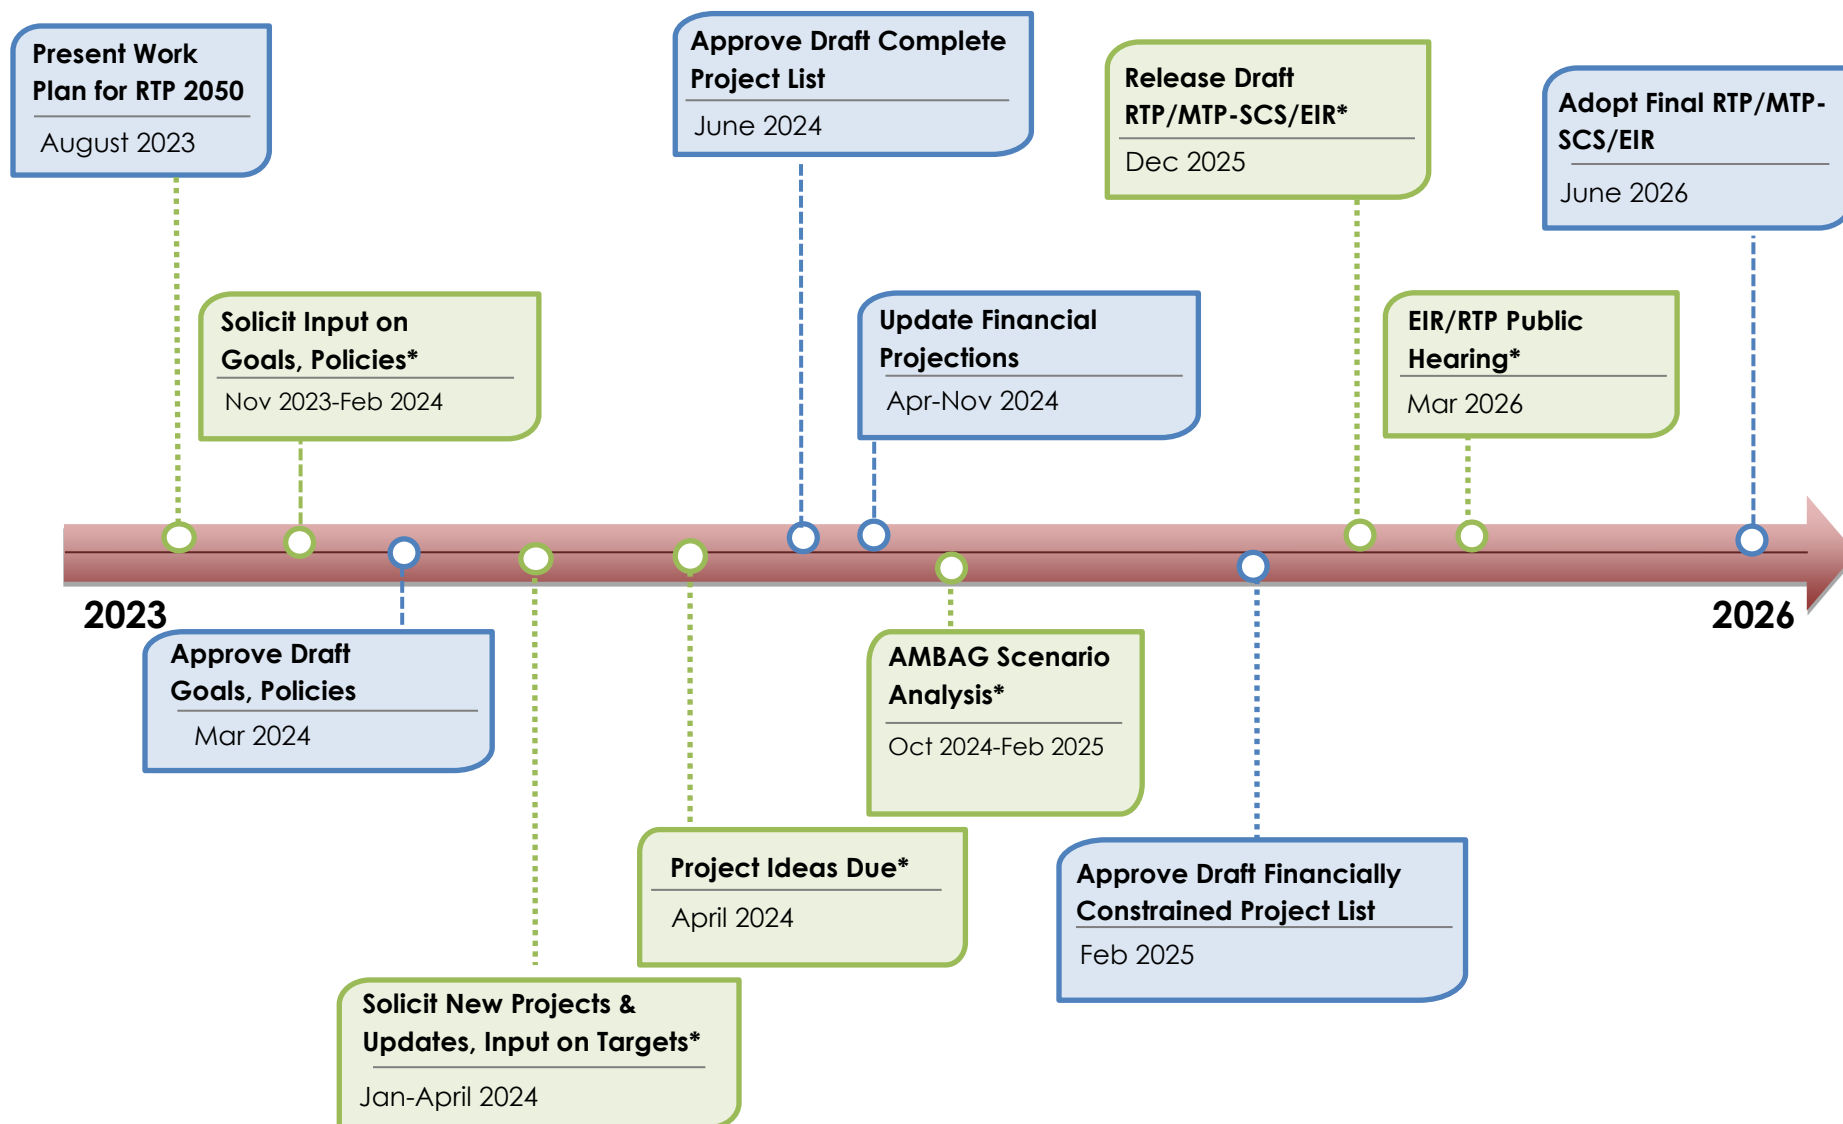 Present Work
Plan for RTP 2050
August 2023
Approve Draft Complete
Project List
June 2024
Release Draft
RTP/MTP-SCS/EIR*
Dec 2025
Adopt Final RTP/MTP-
SCS/EIR
June 2026
Solicit Input on
Goals, Policies*
Nov 2023-Feb 2024
Update Financial
Projections
Apr-Nov 2024
EIR/RTP Public
Hearing*
Mar 2026
2023
2026
Approve Draft
Goals, Policies
Mar 2024
AMBAG Scenario
Analysis*
Oct 2024-Feb 2025
Project Ideas Due*
April 2024
Approve Draft Financially
Constrained Project List
Feb 2025
Solicit New Projects &
Updates, Input on Targets*
Jan-April 2024